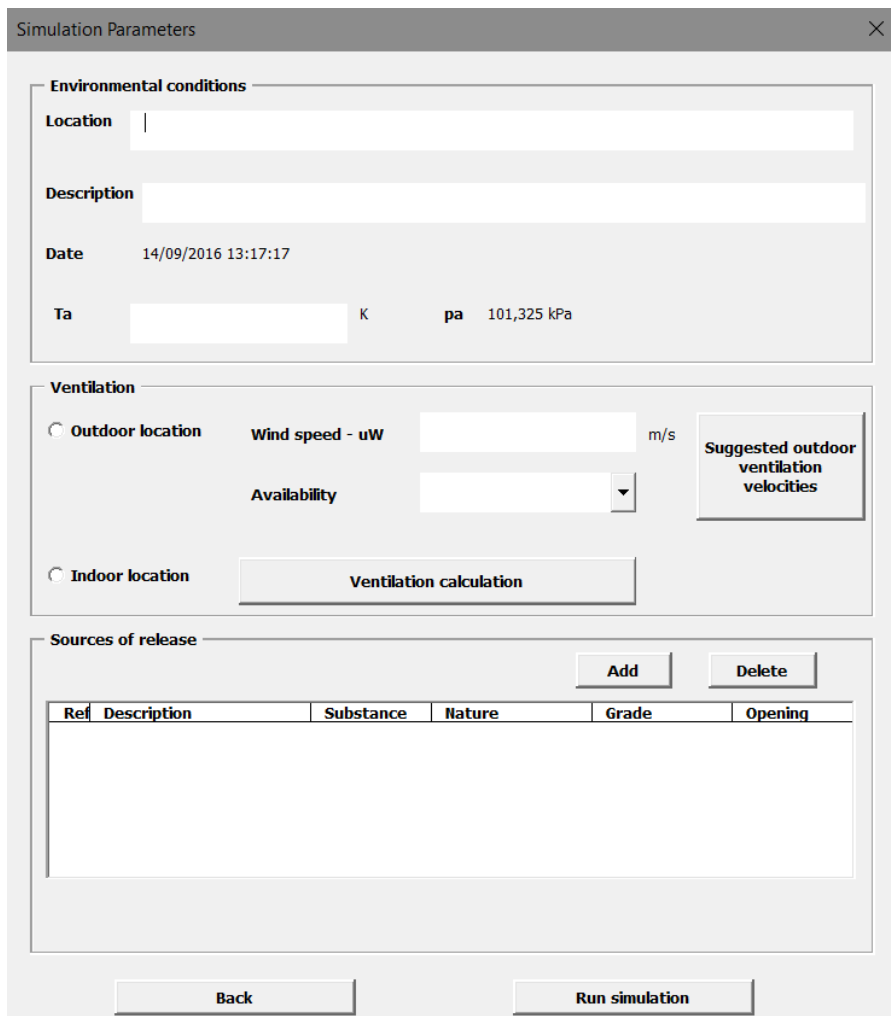 Simulation Parameters
Environmental conditions
Location
Description
Date 14/09/2016 13:17:17
Ta K pa 101,325 kPa
Ventilation
Outdoor location Wind speed - uW m/s
Suggested outdoor
ventilation
velocities
Availability
Indoor location Ventilation calculation
Sources of release
Add Delete
Ref Description Substance Nature Grade Opening
Back Run simulation